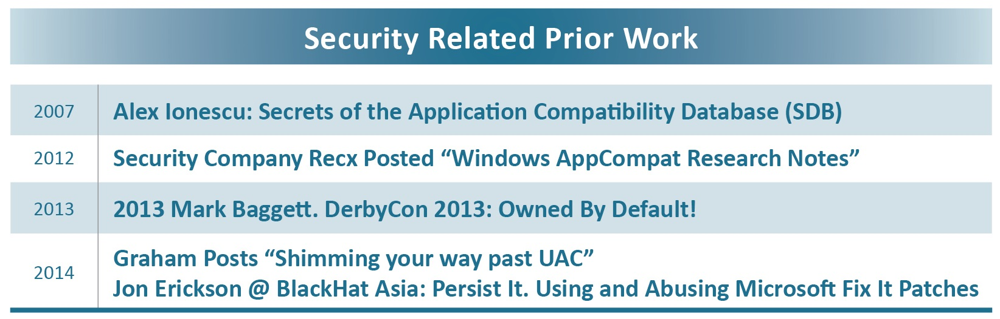 Security Related Prior Work
2007
Alex Ionescu: Secrets of the Application Compatibility Database (SDB)
2012
Security Company Recx Posted “Windows AppCompat Research Notes”
2013
2013 Mark Baggett. DerbyCon 2013: Owned By Default!
2014
Graham Posts “Shimming your way past UAC”
Jon Erickson @ BlackHat Asia: Persist It. Using and Abusing Microsoft Fix It Patches